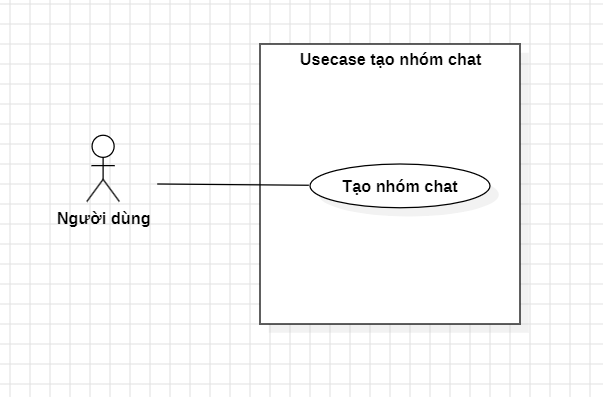 Usecase tạo nhóm chat
Tạo nhóm chat
Người dùng